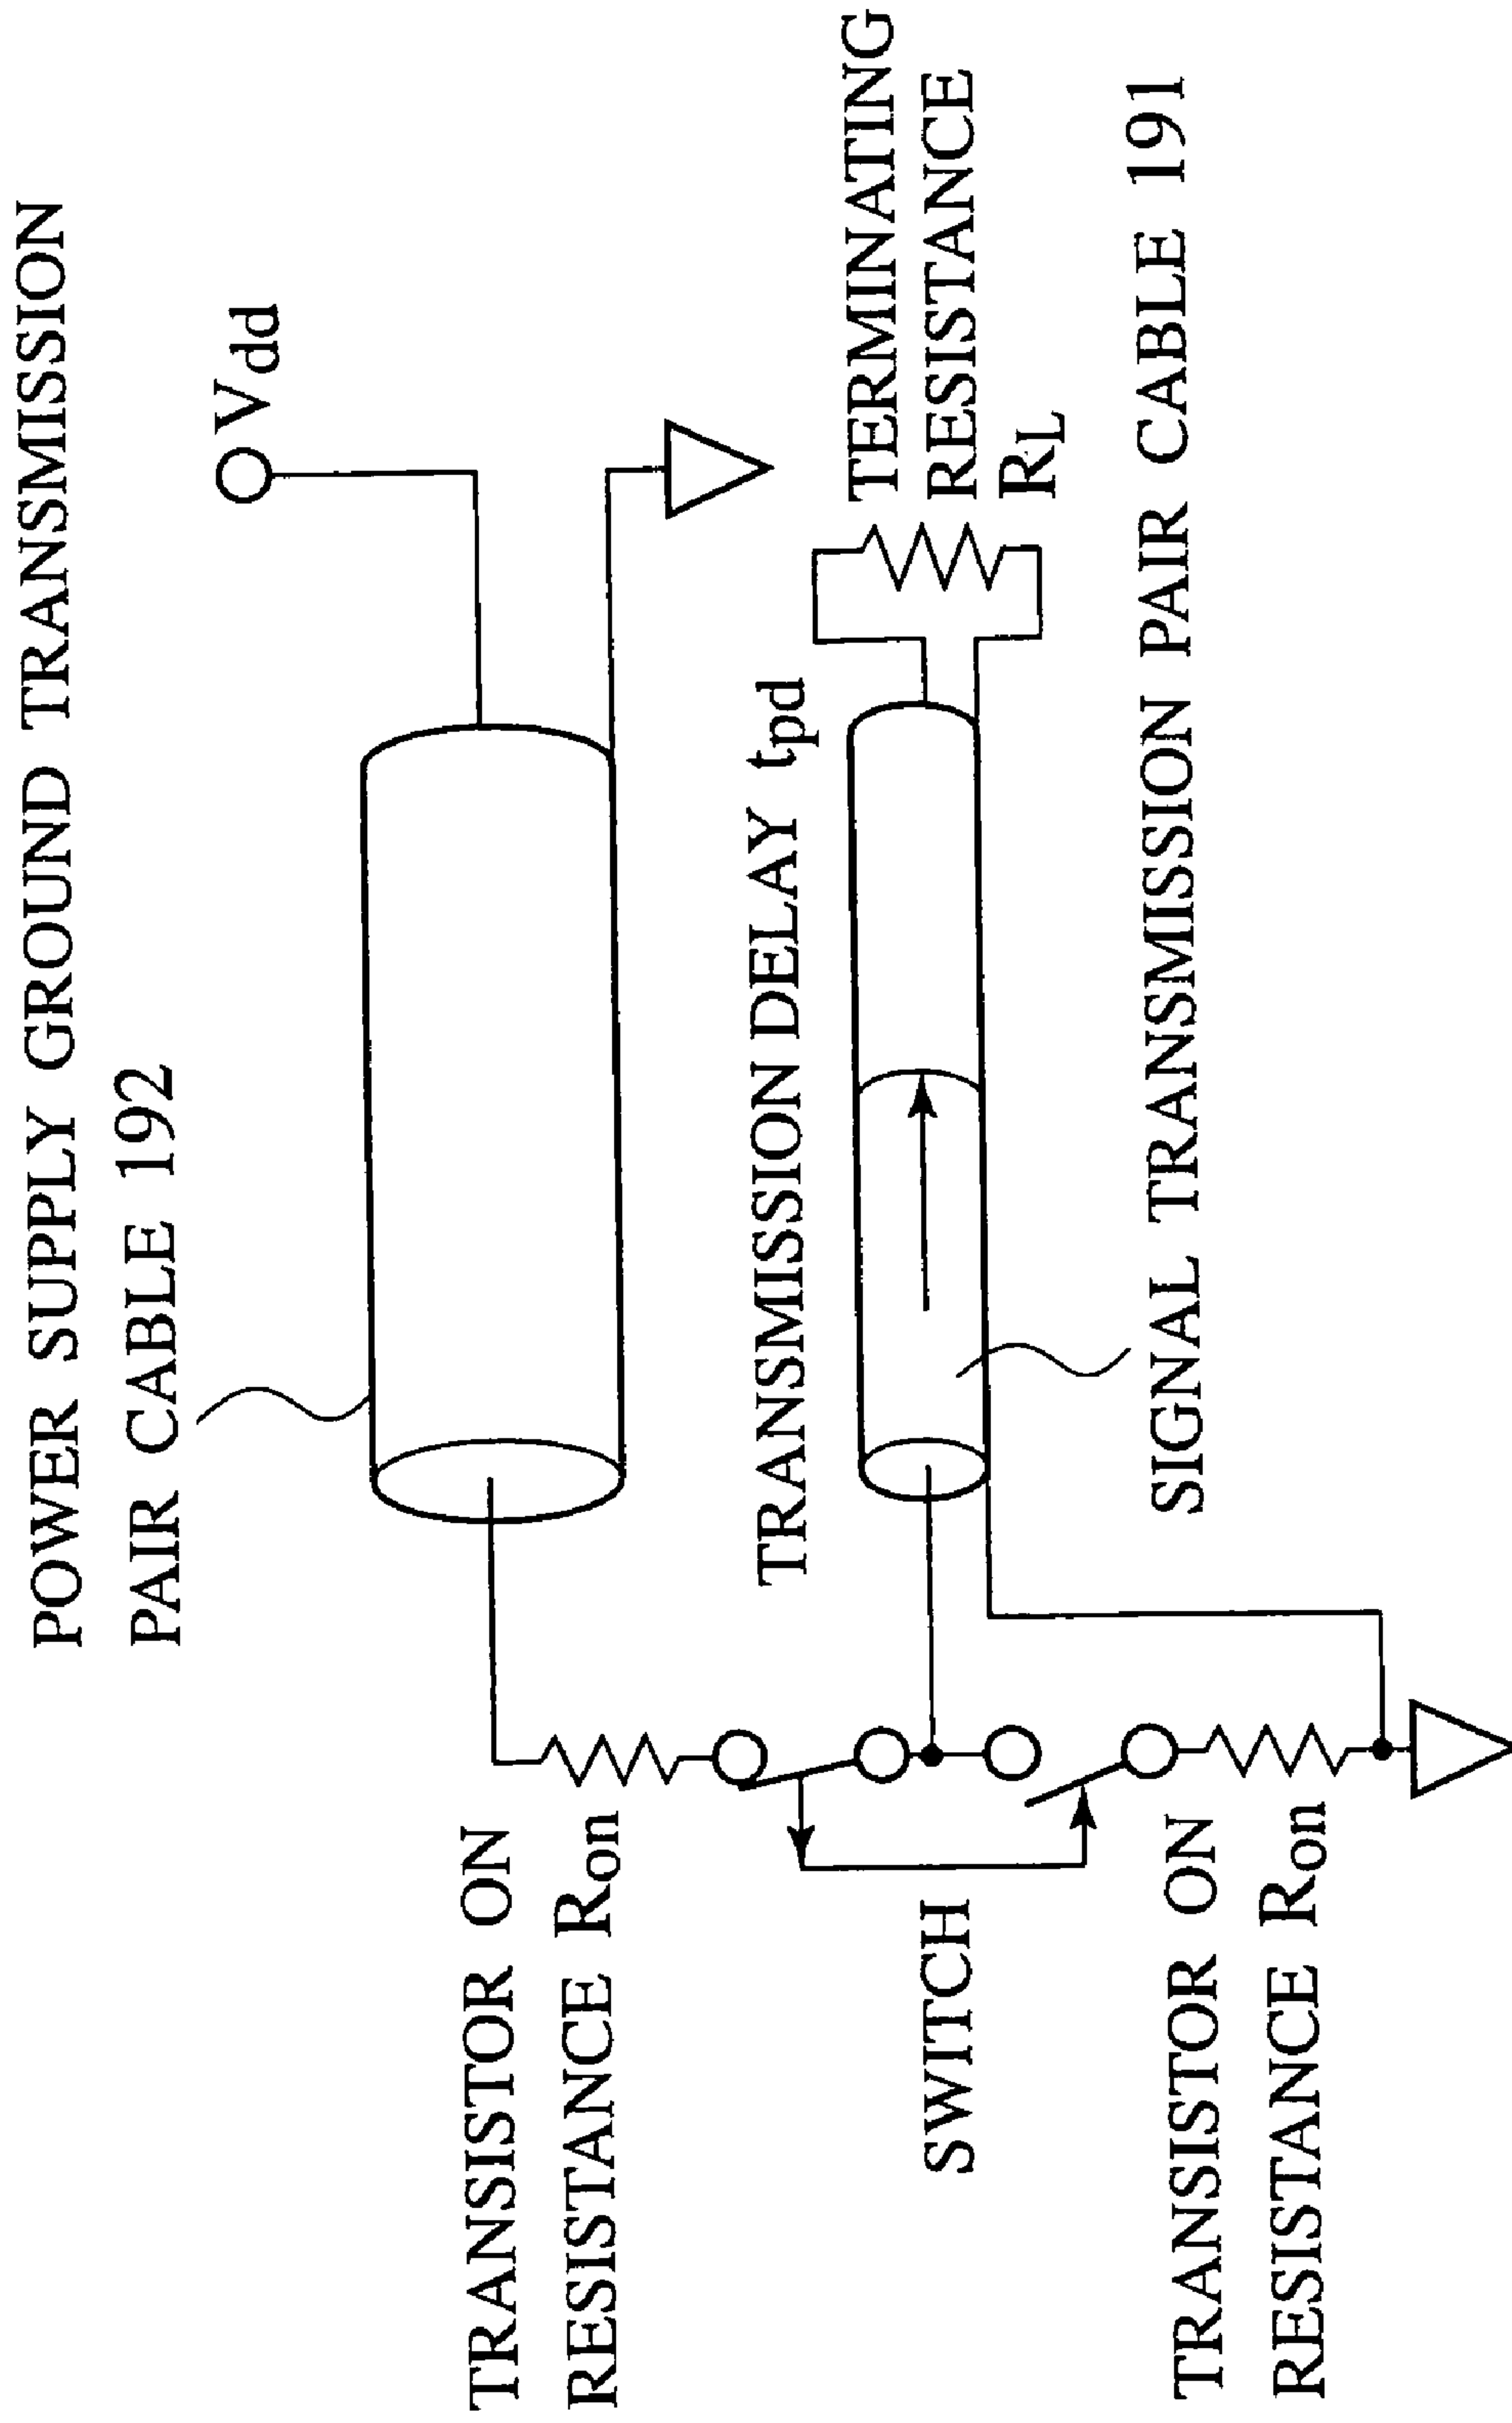 POWER SUPPLY GROUND TRANSMISSION
PAIR CABLE 192
Vdd
TRANSISTOR ON
RESISTANCE Ron
TRANSMISSION DELAY tpd
TERMINATING
RESISTANCE
RL
SWITCH
SIGNAL TRANSMISSION PAIR CABLE 191
TRANSISTOR ON
RESISTANCE Ron